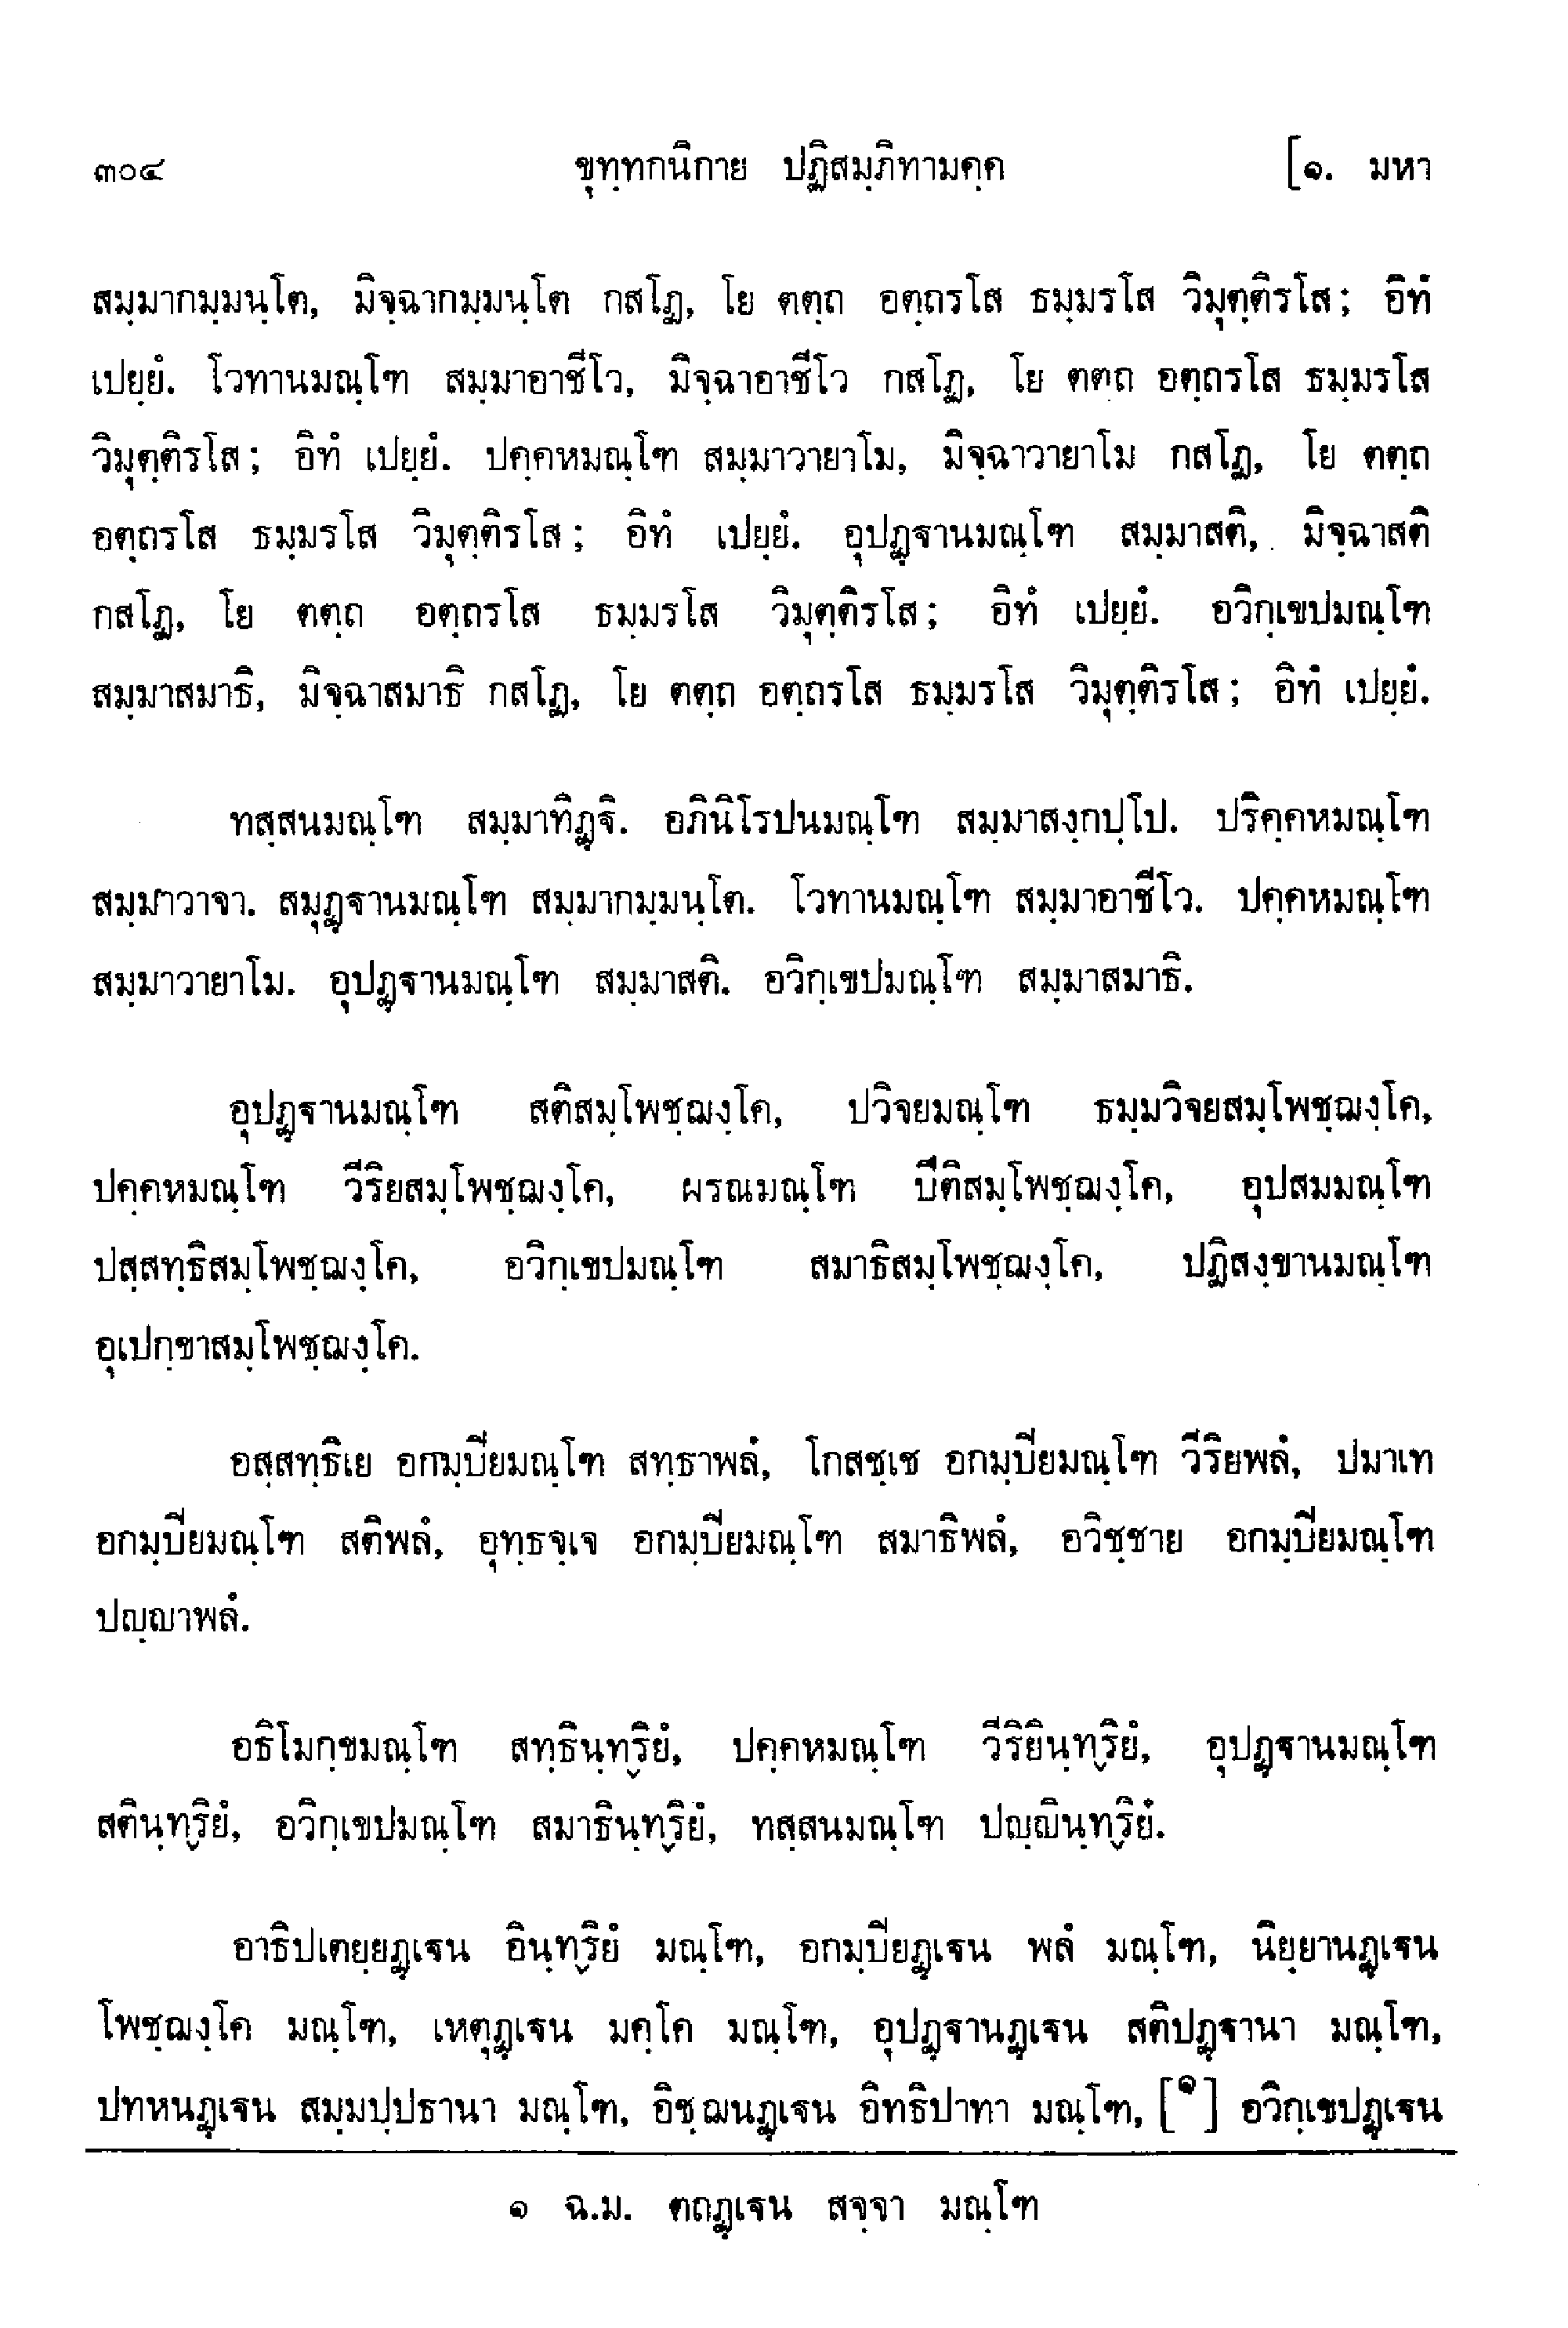 ๓๐๔ ขุทฺทกนิกาย ปฏิสมฺภิทามคฺค [๑. มหา
สมฺมากมฺมนฺโต, มิจฺฉากมฺมนฺโต กสโฏ, โย ตตฺถ อตฺถรโส ธมฺมรโส วิมุตฺติรโส; อิทํ
เปยฺยํ. โวทานมณฺโฑ สมฺมาอาชีโว, มิจฺฉาอาชีโว กสโฏ, โย ตตฺถ อตฺถรโส ธมฺมรโส
วิมุตฺติรโส; อิทํ เปยฺยํ. ปคฺคหมณฺโฑ สมฺมาวายาโม, มิจฺฉาวายาโม กสโฏ, โย ตตฺถ
อตฺถรโส ธมฺมรโส วิมุตฺติรโส; อิทํ เปยฺยํ. อุปฏฺฐานมณฺโฑ สมฺมาสติ, มิจฺฉาสติ
กสโฏ, โย ตตฺถ อตฺถรโส ธมฺมรโส วิมุตฺติรโส; อิทํ เปยฺยํ. อวิกฺเขปมณฺโฑ
สมฺมาสมาธิ, มิจฺฉาสมาธิ กสโฏ, โย ตตฺถ อตฺถรโส ธมฺมรโส วิมุตฺติรโส; อิทํ เปยฺยํ.
ทสฺสนมณฺโฑ สมฺมาทิฏฺฐิ. อภินิโรปนมณฺโฑ สมฺมาสงฺกปฺโป. ปริคฺคหมณฺโฑ
สมฺมาวาจา. สมุฏฺฐานมณฺโฑ สมฺมากมฺมนฺโต. โวทานมณฺโฑ สมฺมาอาชีโว. ปคฺคหมณฺโฑ
สมฺมาวายาโม. อุปฏฺฐานมณฺโฑ สมฺมาสติ. อวิกฺเขปมณฺโฑ สมฺมาสมาธิ.
อุปฏฺฐานมณฺโฑ สติสมฺโพชฺฌงฺโค, ปวิจยมณฺโฑ ธมฺมวิจยสมฺโพชฺฌงฺโค,
ปคฺคหมณฺโฑ วีริยสมฺโพชฺฌงฺโค, ผรณมณฺโฑ ปีติสมฺโพชฺฌงฺโค, อุปสมมณฺโฑ
ปสฺสทฺธิสมฺโพชฺฌงฺโค, อวิกฺเขปมณฺโฑ สมาธิสมฺโพชฺฌงฺโค, ปฏิสงฺขานมณฺโฑ
อุเปกฺขาสมฺโพชฺฌงฺโค.
อสฺสทฺธิเย อกมฺปิยมณฺโฑ สทฺธาพลํ, โกสชฺเช อกมฺปิยมณฺโฑ วีริยพลํ, ปมาเท
อกมฺปิยมณฺโฑ สติพลํ, อุทฺธจฺเจ อกมฺปิยมณฺโฑ สมาธิพลํ, อวิชฺชาย อกมฺปิยมณฺโฑ
ปญฺญาพลํ.
อธิโมกฺขมณฺโฑ สทฺธินฺทฺริยํ, ปคฺคหมณฺโฑ วีริยินฺทฺริยํ, อุปฏฺฐานมณฺโฑ
สตินฺทฺริยํ, อวิกฺเขปมณฺโฑ สมาธินฺทฺริยํ, ทสฺสนมณฺโฑ ปญฺญินฺทฺริยํ.
อาธิปเตยฺยฏฺเฐน อินฺทฺริยํ มณฺโฑ, อกมฺปิยฏฺเฐน พลํ มณฺโฑ, นิยฺยานฏฺเฐน
โพชฺฌงฺโค มณฺโฑ, เหตุฏฺเฐน มคฺโค มณฺโฑ, อุปฏฺฐานฏฺเฐน สติปฏฺฐานา มณฺโฑ,
ปทหนฏฺเฐน สมฺมปฺปธานา มณฺโฑ, อิชฺฌนฏฺเฐน อิทธิปาทา มณฺโฑ, [๑] อวิกฺเขปฏฺเฐน
๑ ฉ.ม. ตถฏฺเฐน สจฺจา มณฺโฑ